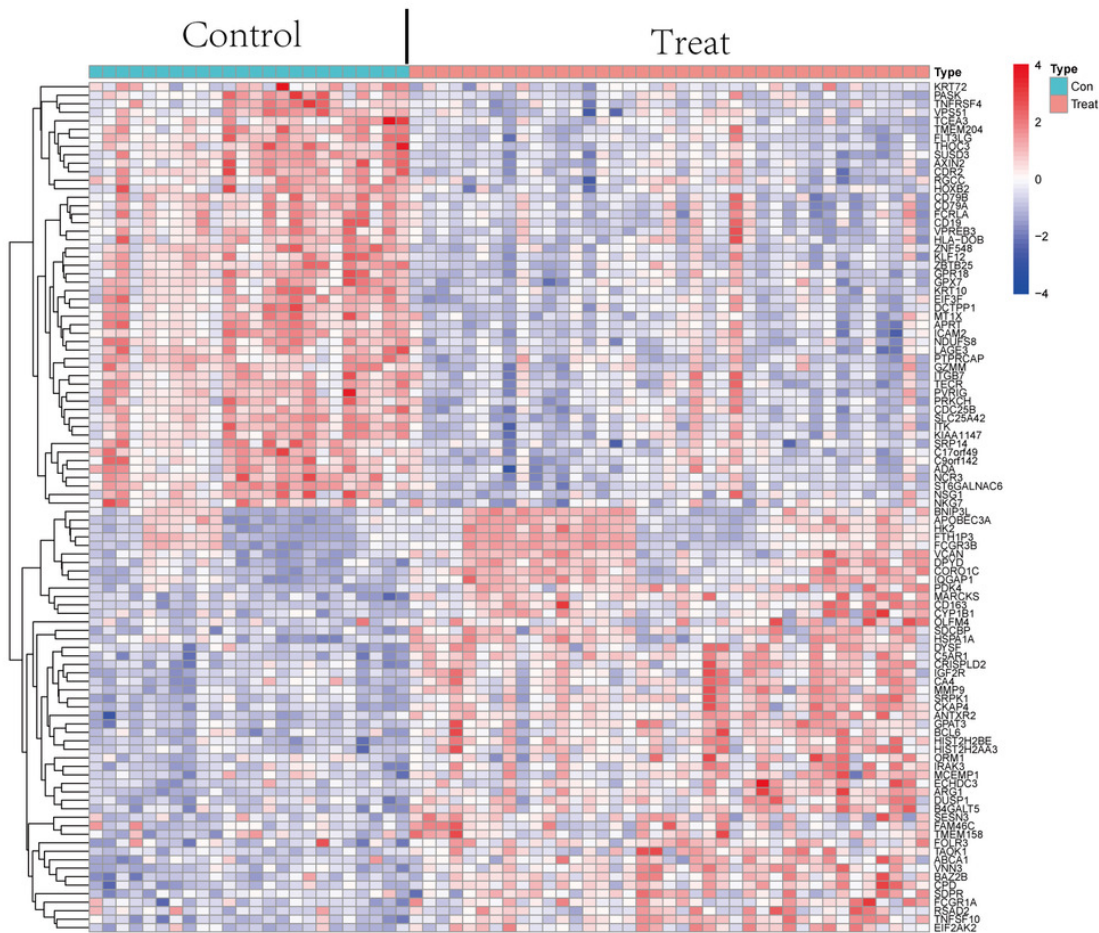 Control
Treat
Type
KRT72
PASK
TNFRSF4
VPS51
TCEA3
TMEM204
FLT3LG
THOC3
SUSD3
AXIN2
CDR2
RGCC
HOXB2
CD79B
CD79A
FCRLA
CD19
VPREB3
HLA−DOB
ZNF548
KLF12
ZBTB25
GPR18
GPX7
KRT10
EIF3F
DCTPP1
MT1X
APRT
ICAM2
NDUFS8
LAGE3
PTPRCAP
GZMM
ITGB7
TECR
PVRIG
PRKCH
CDC25B
SLC25A42
ITK
KIAA1147
SRP14
C17orf49
C9orf142
ADA
NCR3
ST6GALNAC6
NSG1
NKG7
BNIP3L
APOBEC3A
HK2
FTH1P3
FCGR3B
VCAN
DPYD
CORO1C
IQGAP1
PDK4
MARCKS
CD163
CYP1B1
OLFM4
SDCBP
HSPA1A
DYSF
C5AR1
CRISPLD2
IGF2R
CA4
MMP9
SRPK1
CKAP4
ANTXR2
GPAT3
BCL6
HIST2H2BE
HIST2H2AA3
ORM1
IRAK3
MCEMP1
ECHDC3
ARG1
DUSP1
B4GALT5
SESN3
FAM46C
TMEM158
FOLR3
TAOK1
ABCA1
VNN3
BAZ2B
CPD
SDPR
FCGR1A
RSAD2
TNFSF10
EIF2AK2
4
2
0
−2
−4
Type
Con
Treat